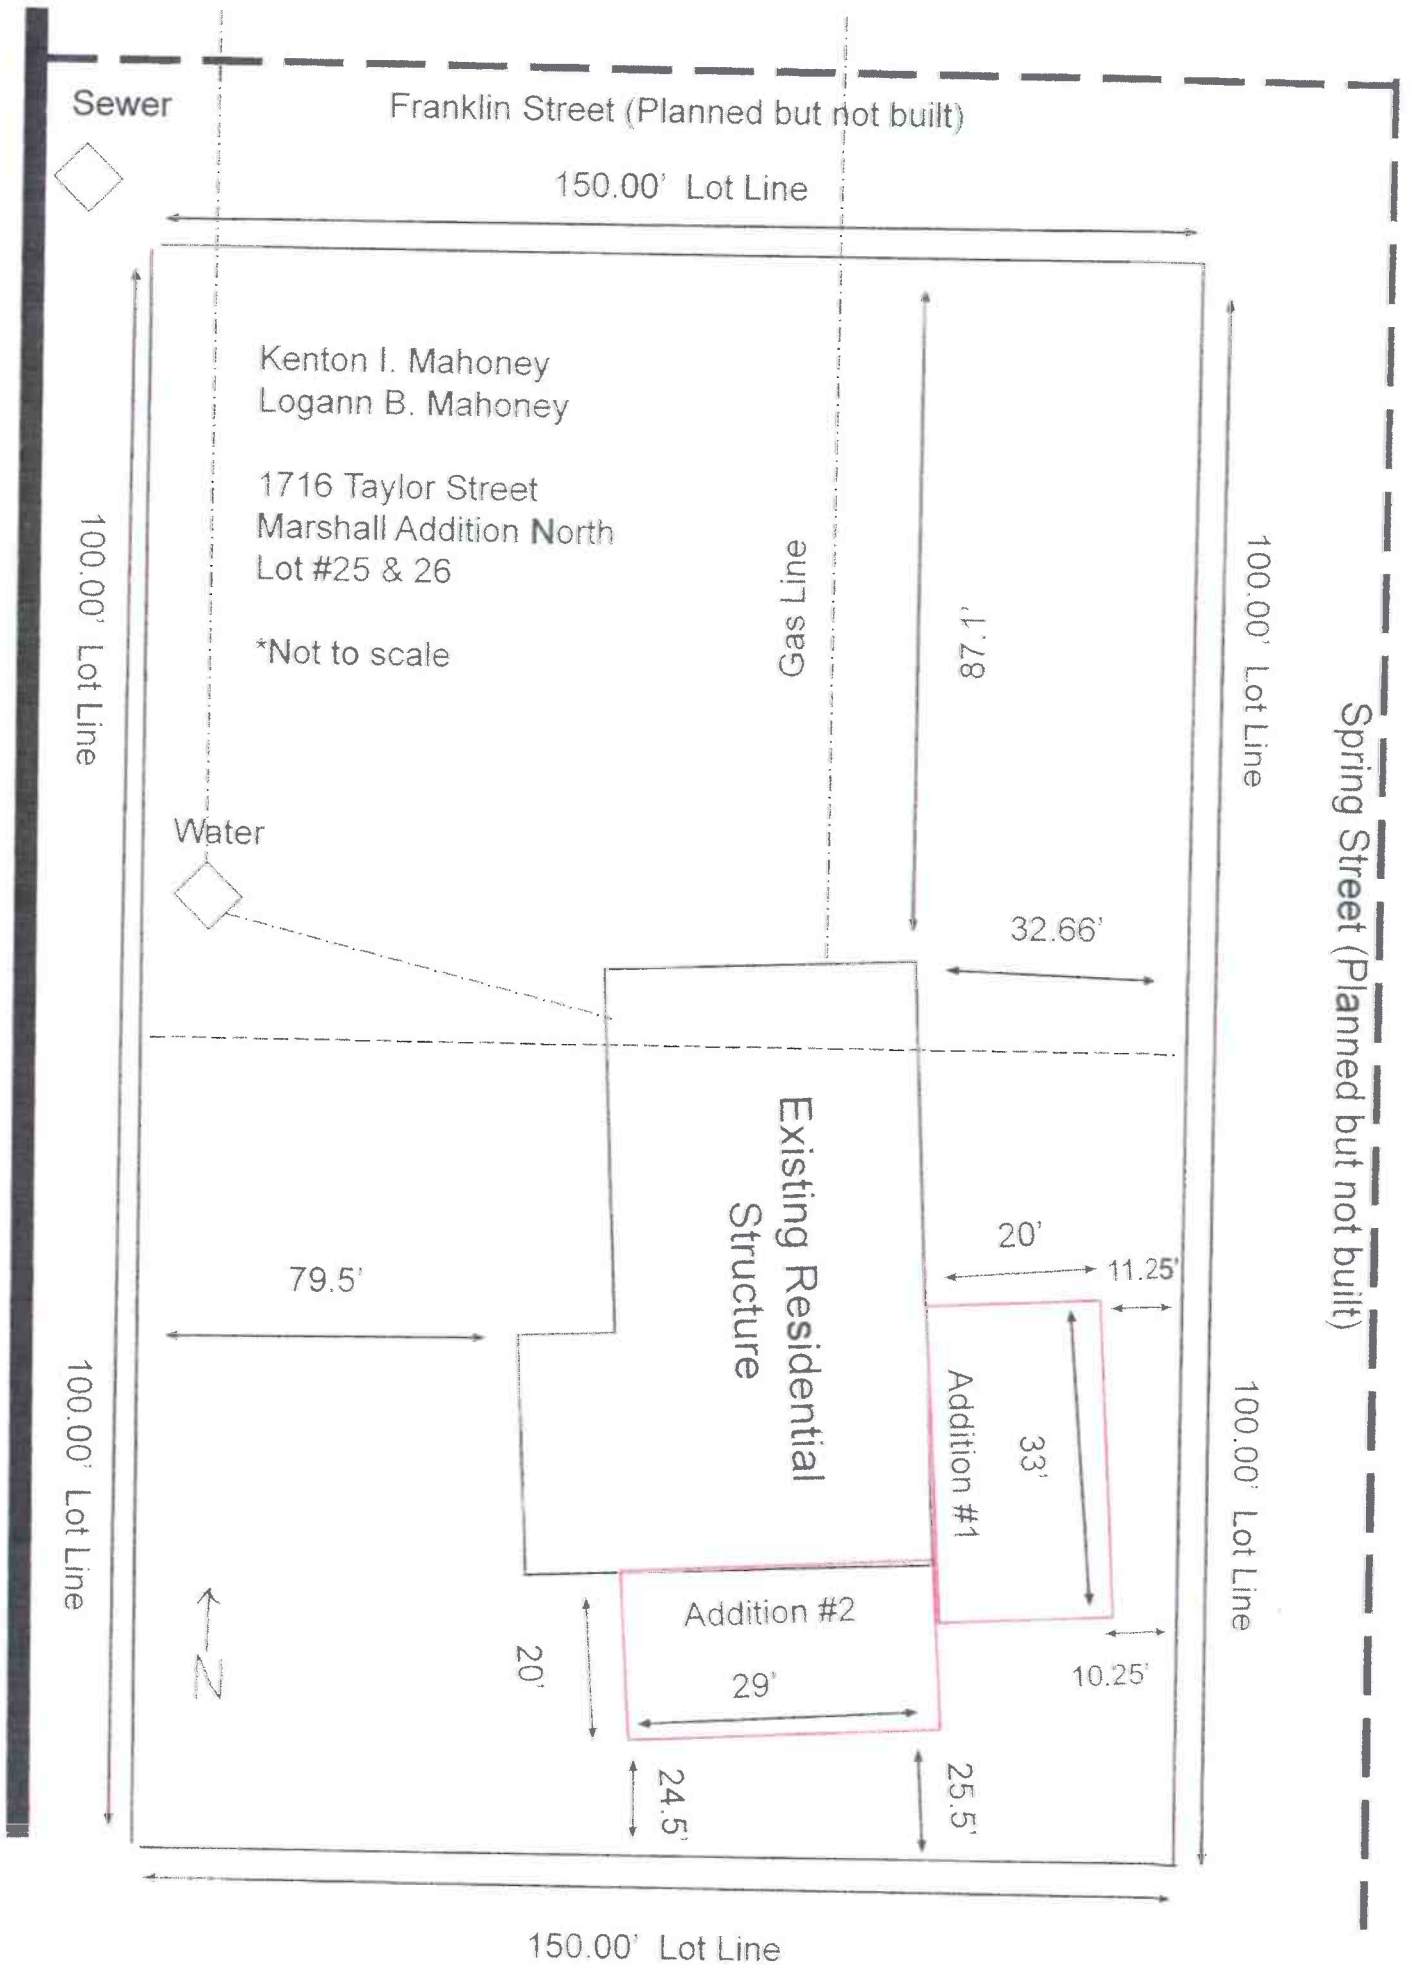 Sewer
Franklin Street (Planned but not built)
150.00' Lot Line
Kenton I. Mahoney
Logann B. Mahoney
1716 Taylor Street
Marshall Addition North
Lot #25 & 26
*Not to scale
100.00' Lot Line
Gas Line
87.1'
100.00' Lot Line
Spring Street (Planned but not built)
Water
32.66'
Existing Residential
Structure
20'
11.25'
79.5'
Addition #1
33'
100.00' Lot Line
100.00' Lot Line
Addition #2
29'
20'
10.25'
N
24.5'
25.5'
150.00' Lot Line